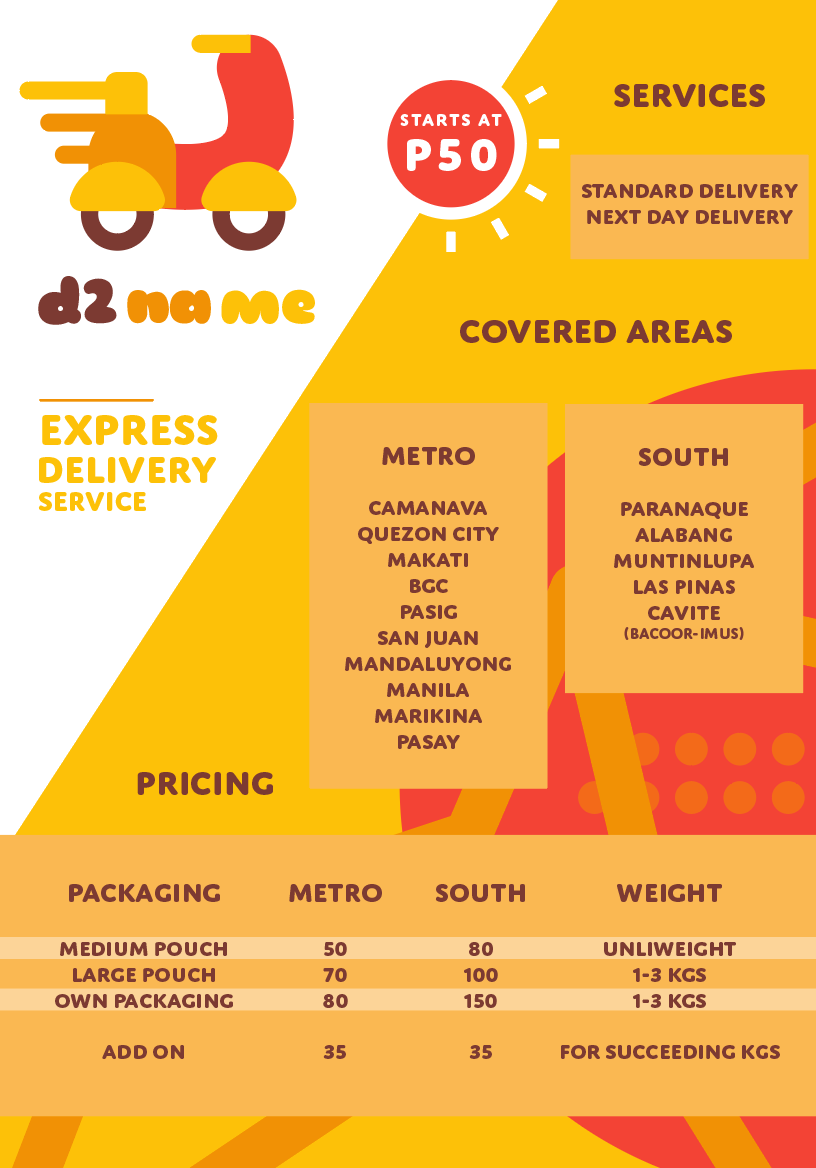 STARTS AT
P50
d2 name
EXPRESS
DELIVERY
SERVICE
SERVICES
STANDARD DELIVERY
NEXT DAY DELIVERY
COVERED AREAS
METRO
CAMANAVA
QUEZON CITY
MAKATI
BGC
PASIG
SAN JUAN
MANDALUYONG
MANILA
MARIKINA
PASAY
SOUTH
PARANAQUE
ALABANG
MUNTINLUPA
LAS PINAS
CAVITE
(BACOOR-IMUS)
PRICING
PACKAGING METRO SOUTH WEIGHT
MEDIUM POUCH 50 80 UNLIWEIGHT
LARGE POUCH 70 100 1-3 KGS
OWN PACKAGING 80 150 1-3 KGS
ADD ON 35 35 FOR SUCCEEDING KGS